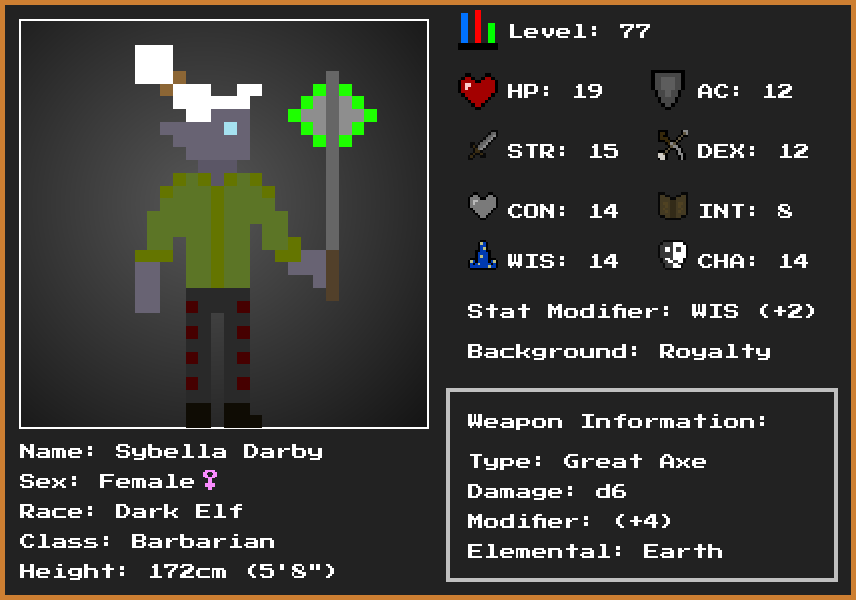 Level: 77
HP: 19
AC: 12
STR: 15
DEX: 12
CON: 14
INT: 8
WIS: 14
CHA: 14
Stat Modifier: WIS (+2)
Background: Royalty
Weapon Information:
Type: Great Axe
Damage: d6
Modifier: (+4)
Elemental: Earth
Name: Sybella Darby
Sex: Female♀
Race: Dark Elf
Class: Barbarian
Height: 172cm (5'8")